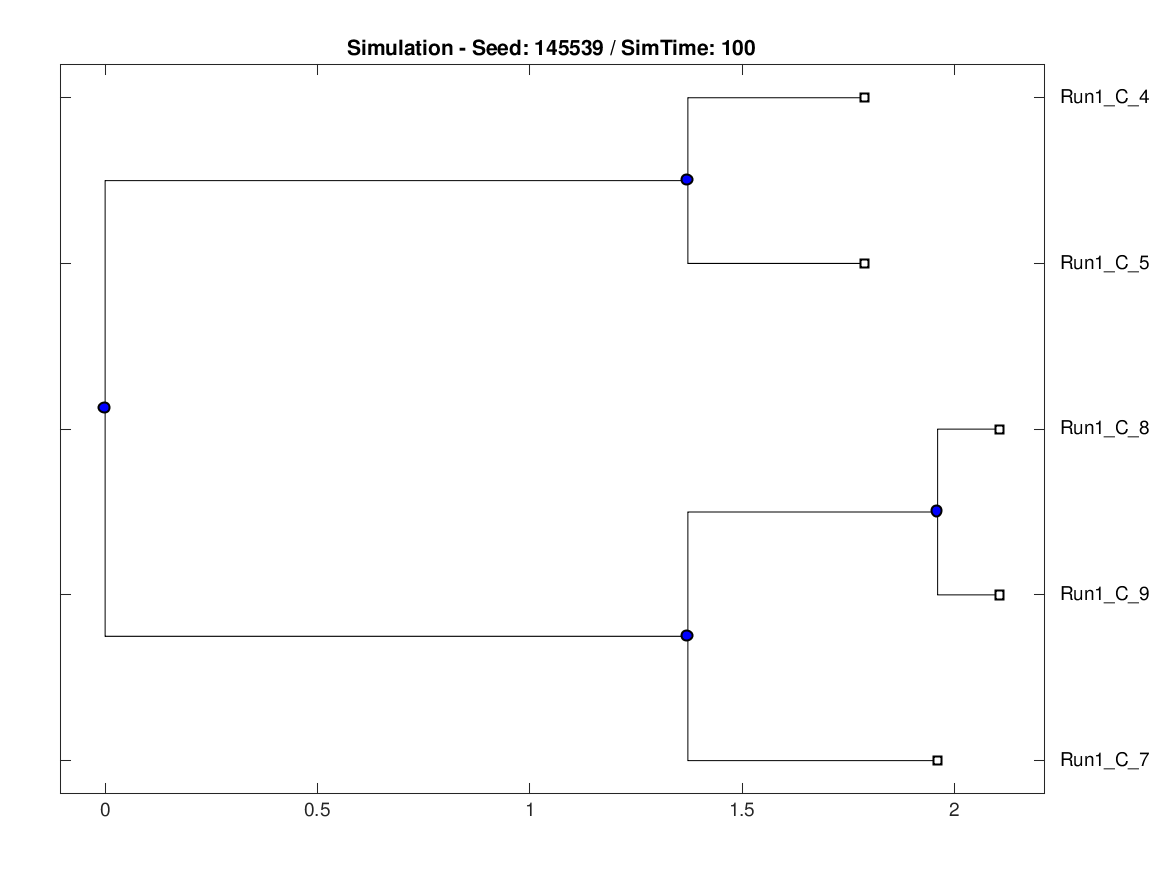 Simulation - Seed: 145539 / SimTime: 100
Run1_C_4
Run1_C_5
Run1_C_8
Run1_C_9
Run1_C_7
0 0.5 1 1.5 2